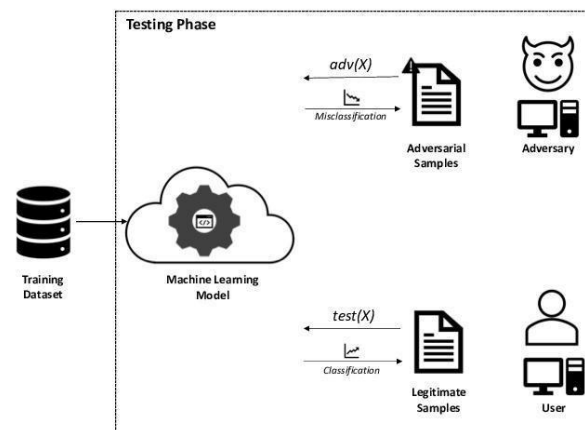 Testing Phase
adv(X)
Misclassification
Adversarial
Samples
Adversary
Training
Dataset
</>
Machine Learning
Model
test(X)
Classification
Legitimate
Samples
User